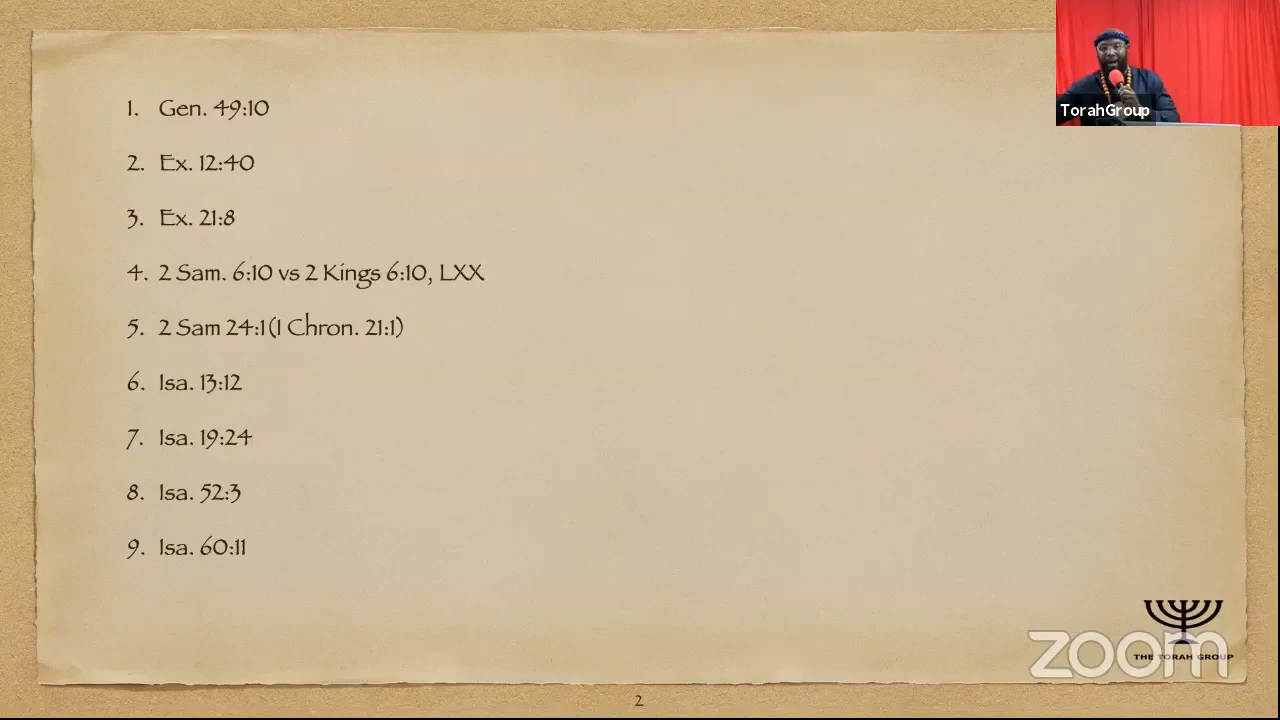 1. Gen. 49:10
2. Ex. 12:40
3. Ex. 21:8
4. 2 Sam. 6:10 vs 2 Kings 6:10, LXX
5. 2 Sam 24:1(1 Chron. 21:1)
6. Isa. 13:12
7. Isa. 19:24
8. Isa. 52:3
9. Isa. 60:11
TorahGroup
zoom
THE TORAH GROUP
2